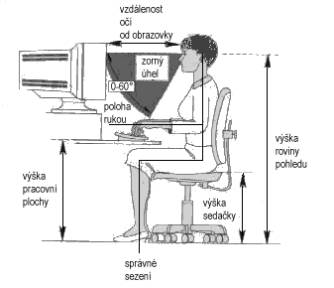 vzdálenost
očí
od obrazovky
zorný
úhel
0-60°
poloha
rukou
výška
pracovní
plochy
výška
roviny
pohledu
výška
sedačky
správné
sezení